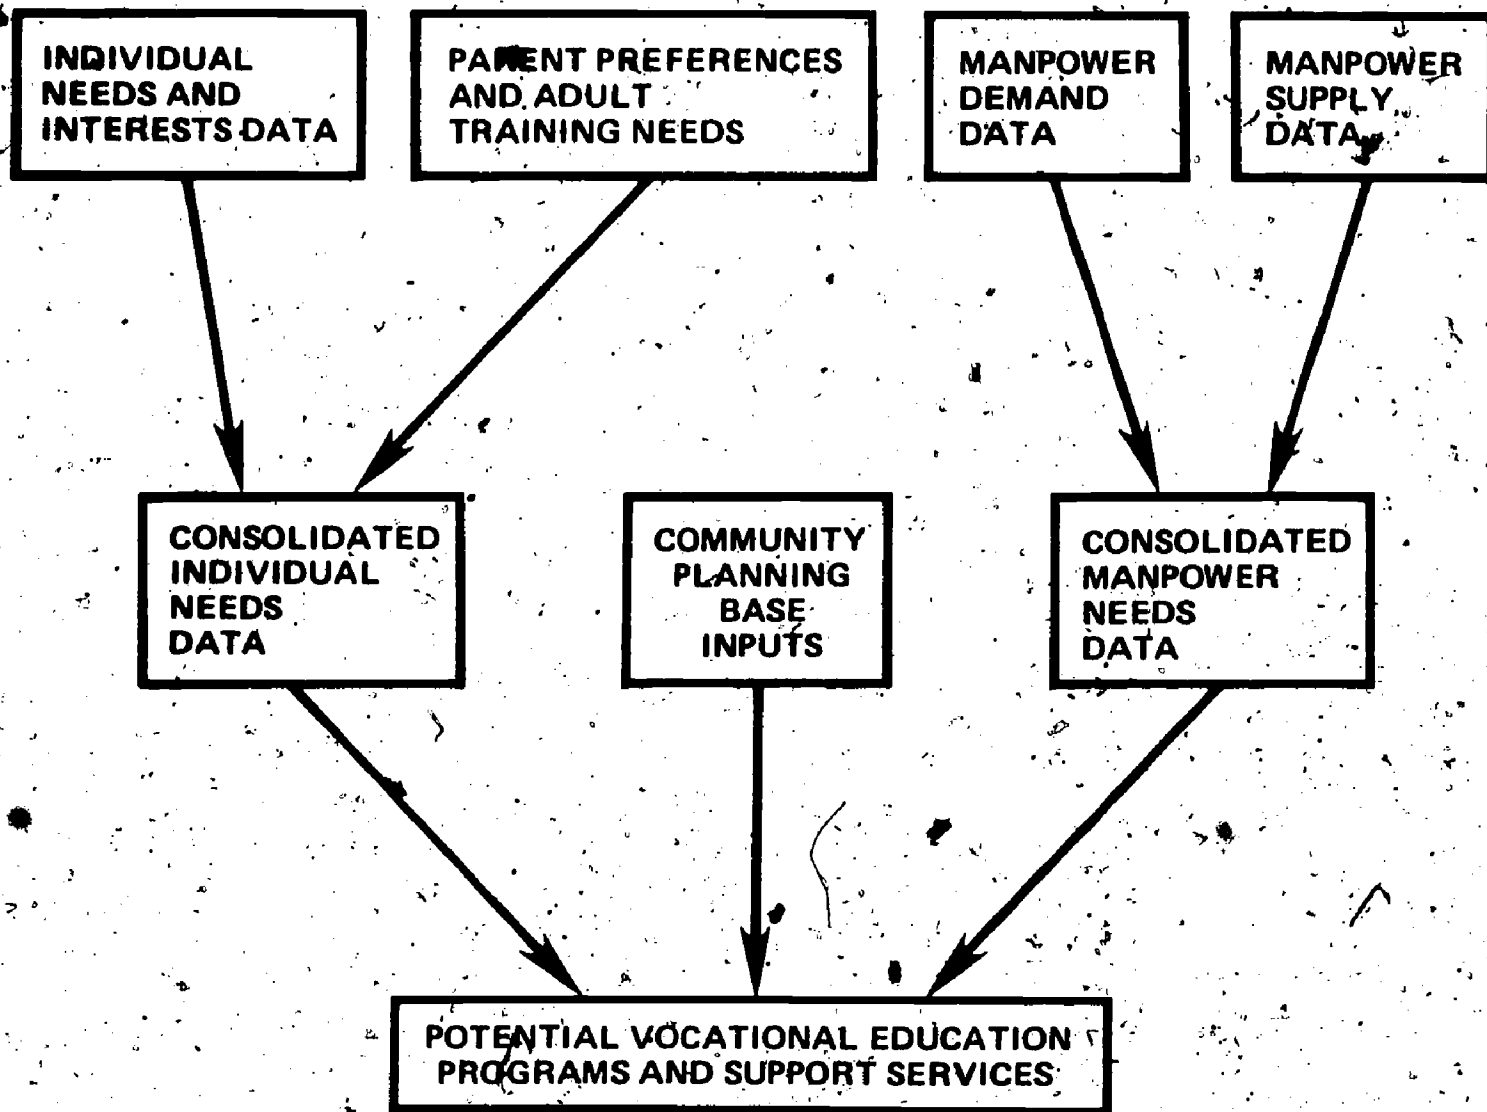 INDIVIDUAL
NEEDS AND
INTERESTS DATA
PARENT PREFERENCES
AND ADULT
TRAINING NEEDS
MANPOWER
DEMAND
DATA
MANPOWER
SUPPLY
DATA
CONSOLIDATED
INDIVIDUAL
NEEDS
DATA
COMMUNITY
PLANNING
BASE
INPUTS
CONSOLIDATED
MANPOWER
NEEDS
DATA
POTENTIAL VOCATIONAL EDUCATION
PROGRAMS AND SUPPORT SERVICES